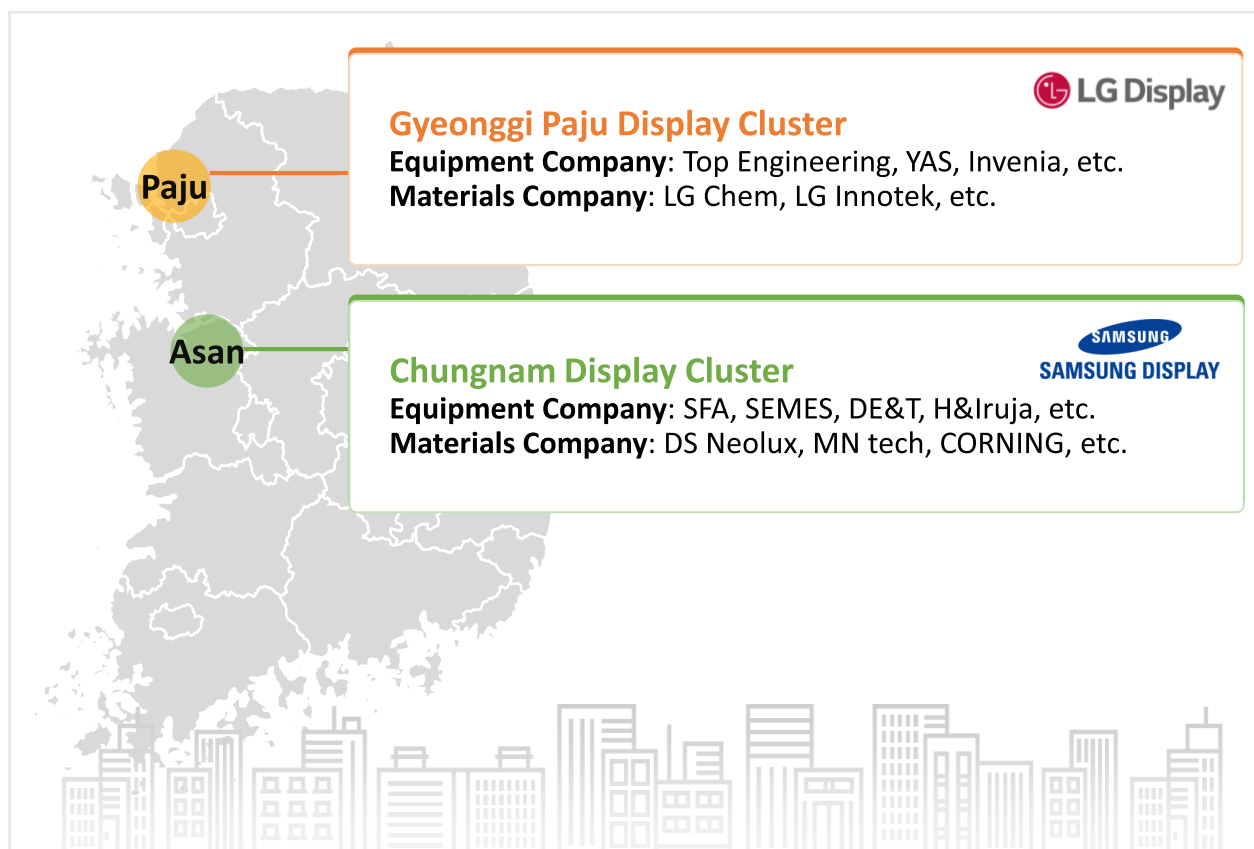 LG Display
Gyeonggi Paju Display Cluster
Equipment Company: Top Engineering, YAS, Invenia, etc.
Materials Company: LG Chem, LG Innotek, etc.
Paju
SAMSUNG
SAMSUNG DISPLAY
Chungnam Display Cluster
Equipment Company: SFA, SEMES, DE&T, H&Iruja, etc.
Materials Company: DS Neolux, MN tech, CORNING, etc.
Asan